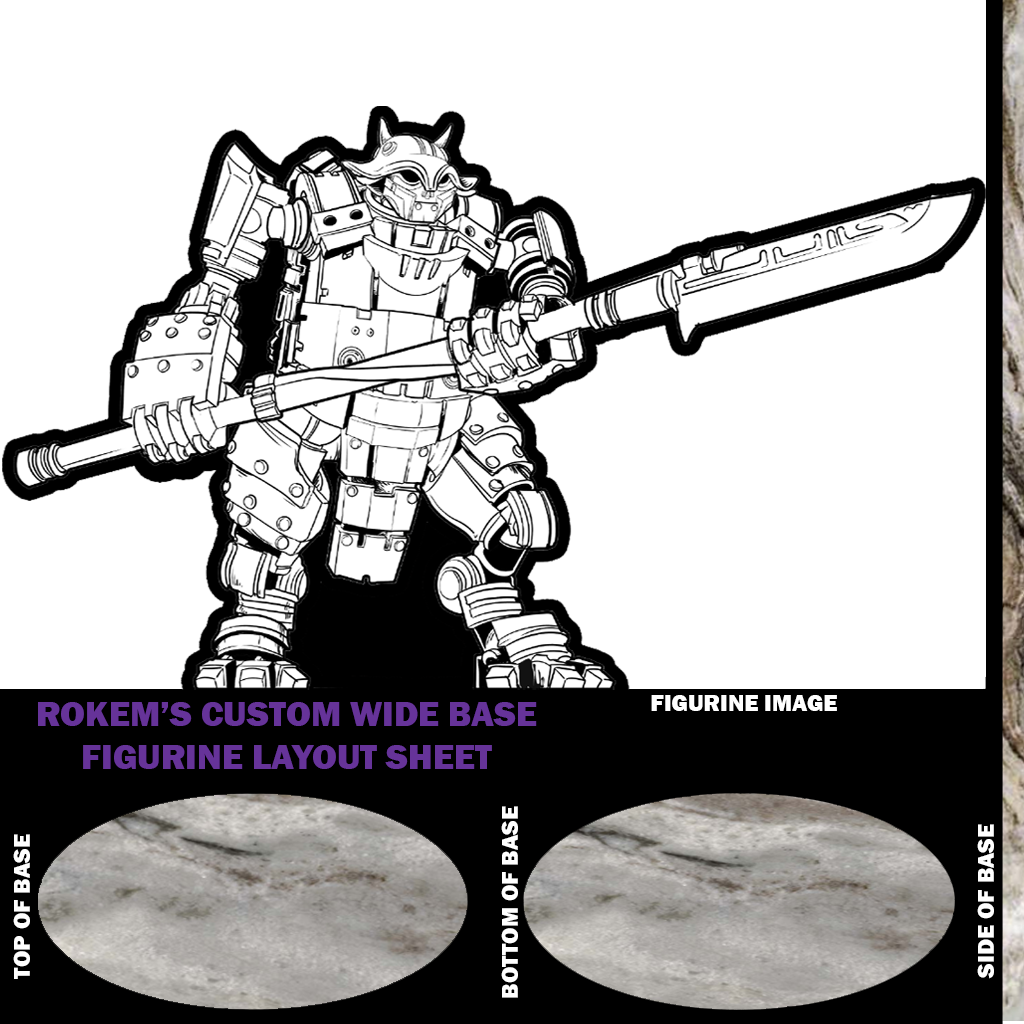 FIGURINE IMAGE
ROKEM'S CUSTOM WIDE BASE
FIGURINE LAYOUT SHEET
TOP OF BASE
BOTTOM OF BASE
SIDE OF BASE